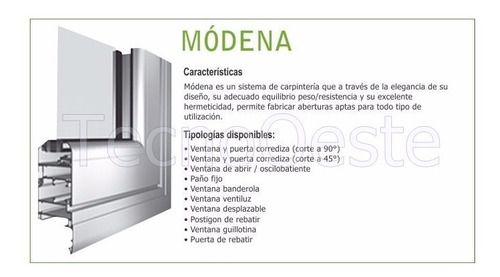 MÓDENA
Características
Módena es un sistema de carpintería que a través de la elegancia de su
diseño, su adecuado equilibrio peso/resistencia y su excelente
hermeticidad, permite fabricar aberturas aptas para todo tipo de
utilización.
TecnoOeste
Tipologías disponibles:
• Ventana y puerta corrediza (corte a 90°)
• Ventana y puerta corrediza (corte a 45°)
• Ventana de abrir / oscilobatiente
• Paño fijo
• Ventana banderola
• Ventana ventiluz
• Ventana desplazable
• Postigon de rebatir
• Ventana guillotina
• Puerta de rebatir